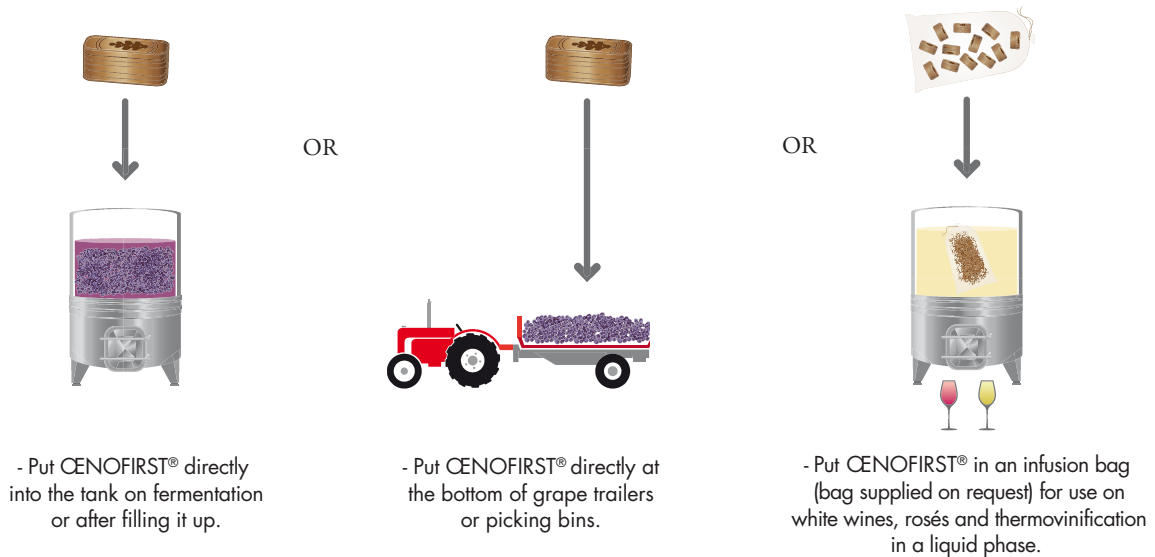 OR
OR
- Put ŒNOFIRST® directly
into the tank on fermentation
or after filling it up.
- Put ŒNOFIRST® directly at
the bottom of grape trailers
or picking bins.
- Put ŒNOFIRST® in an infusion bag
(bag supplied on request) for use on
white wines, rosés and thermovinification
in a liquid phase.